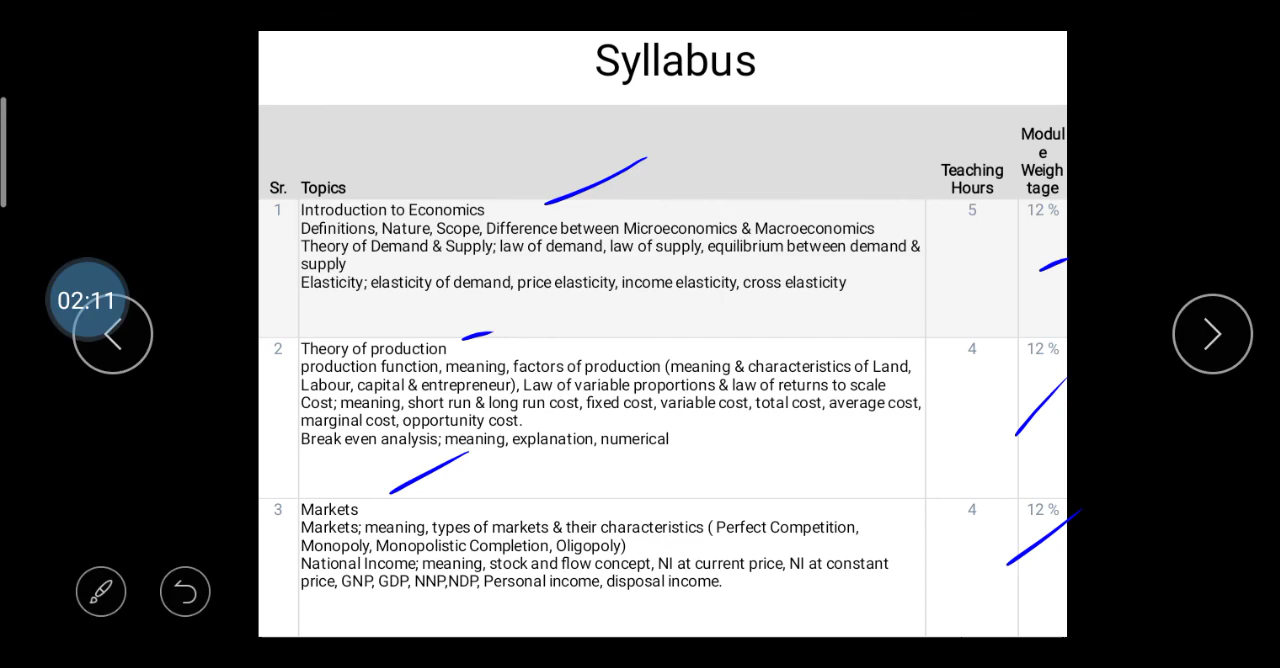 Syllabus
Sr. Topics Teaching Hours Modul e Weigh tage
1 Introduction to Economics 5 12 %
Definitions, Nature, Scope, Difference between Microeconomics & Macroeconomics
Theory of Demand & Supply; law of demand, law of supply, equilibrium between demand &
supply
Elasticity; elasticity of demand, price elasticity, income elasticity, cross elasticity
02:11
2 Theory of production 4 12 %
production function, meaning, factors of production (meaning & characteristics of Land,
Labour, capital & entrepreneur), Law of variable proportions & law of returns to scale
Cost; meaning, short run & long run cost, fixed cost, variable cost, total cost, average cost,
marginal cost, opportunity cost.
Break even analysis; meaning, explanation, numerical
3 Markets 4 12 %
Markets; meaning, types of markets & their characteristics ( Perfect Competition,
Monopoly, Monopolistic Completion, Oligopoly)
National Income; meaning, stock and flow concept, NI at current price, NI at constant
price, GNP, GDP, NNP,NDP, Personal income, disposal income.